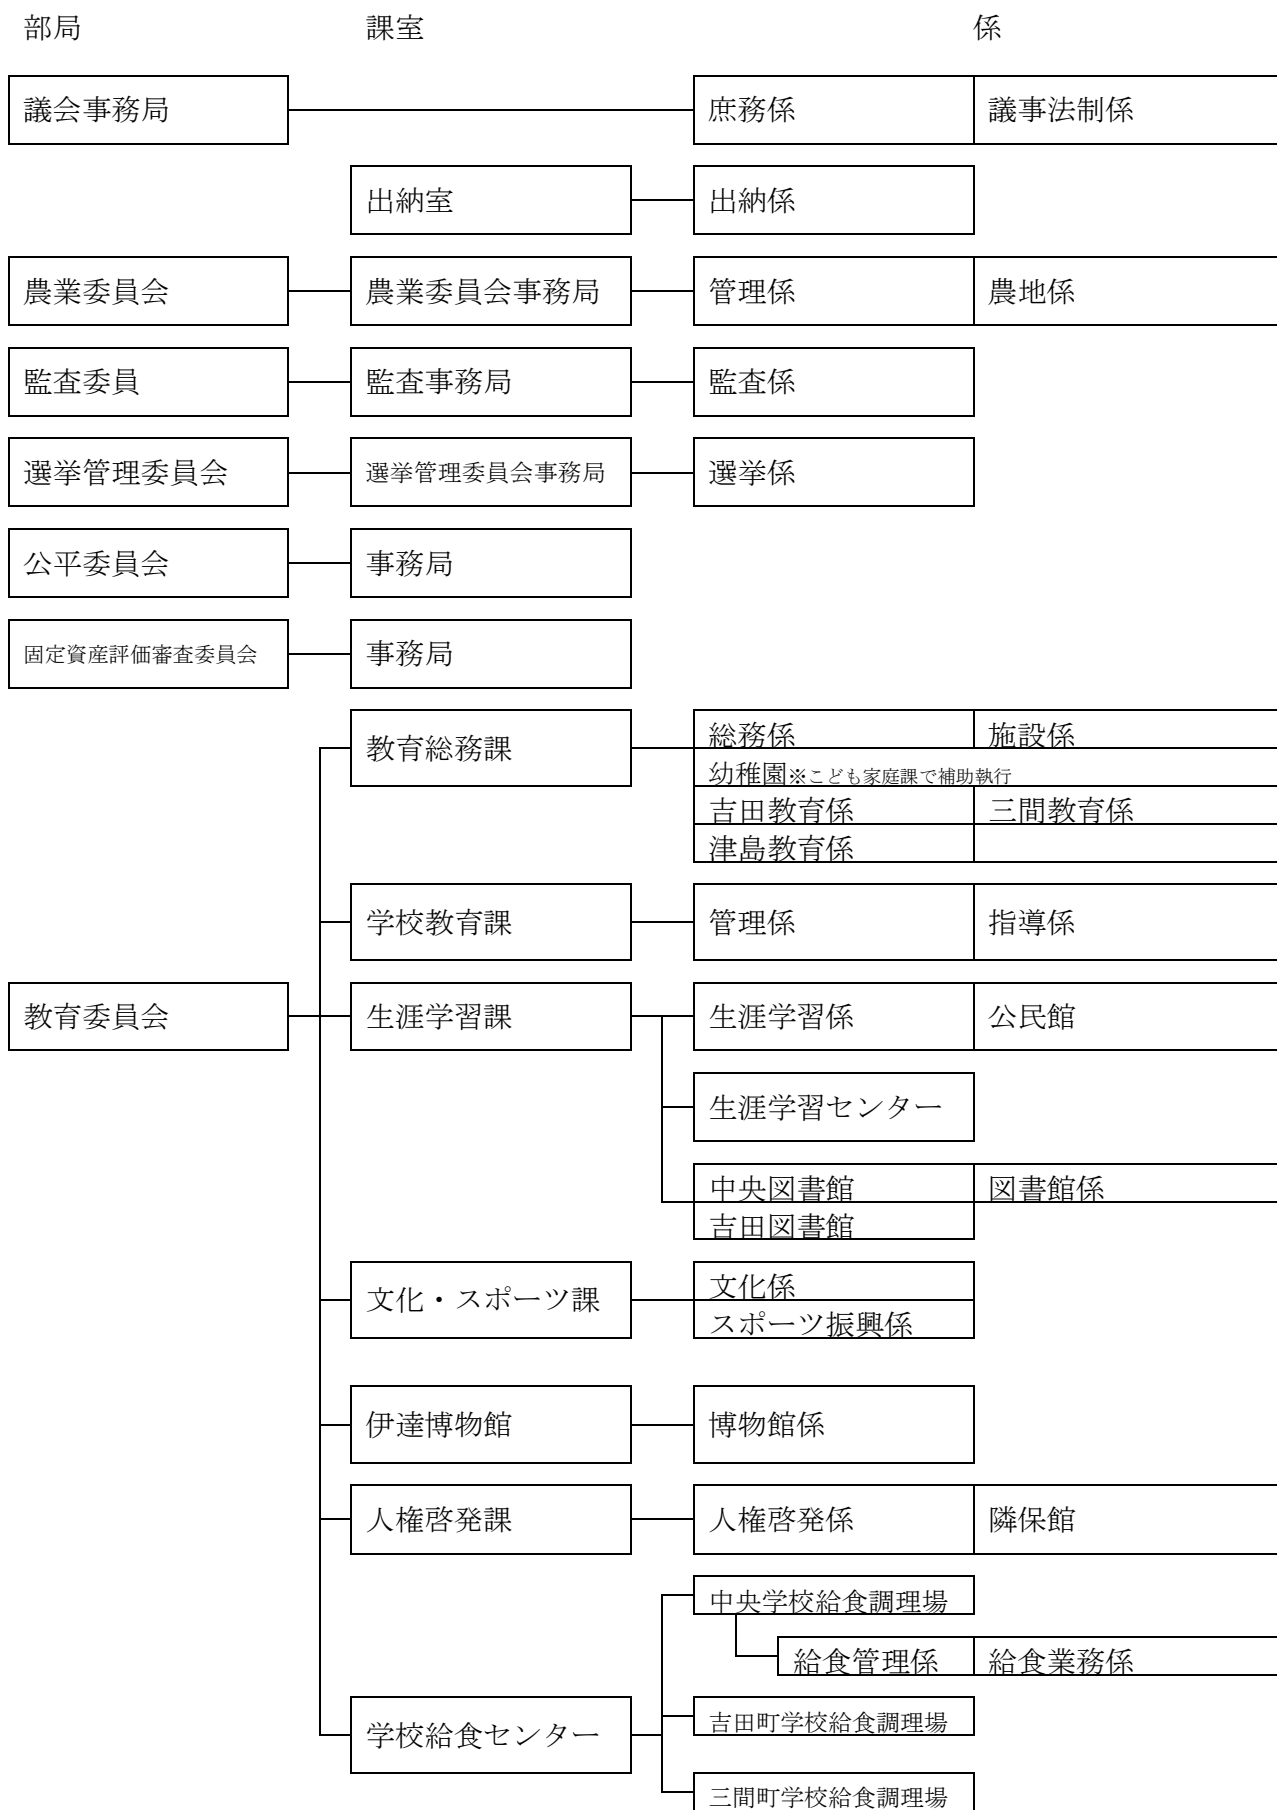 部局 課室 係
議会事務局 庶務係 議事法制係
出納室 出納係
農業委員会 農業委員会事務局 管理係 農地係
監査委員 監査事務局 監査係
選挙管理委員会 選挙管理委員会事務局 選挙係
公平委員会 事務局
固定資産評価審査委員会 事務局
教育総務課 総務係 施設係
幼稚園※こども家庭課で補助執行
吉田教育係 三間教育係
津島教育係
学校教育課 管理係 指導係
教育委員会 生涯学習課 生涯学習係 公民館
生涯学習センター
中央図書館 図書館係
吉田図書館
文化・スポーツ課 文化係
スポーツ振興係
伊達博物館 博物館係
人権啓発課 人権啓発係 隣保館
中央学校給食調理場
給食管理係 給食業務係
吉田町学校給食調理場
学校給食センター
三間町学校給食調理場